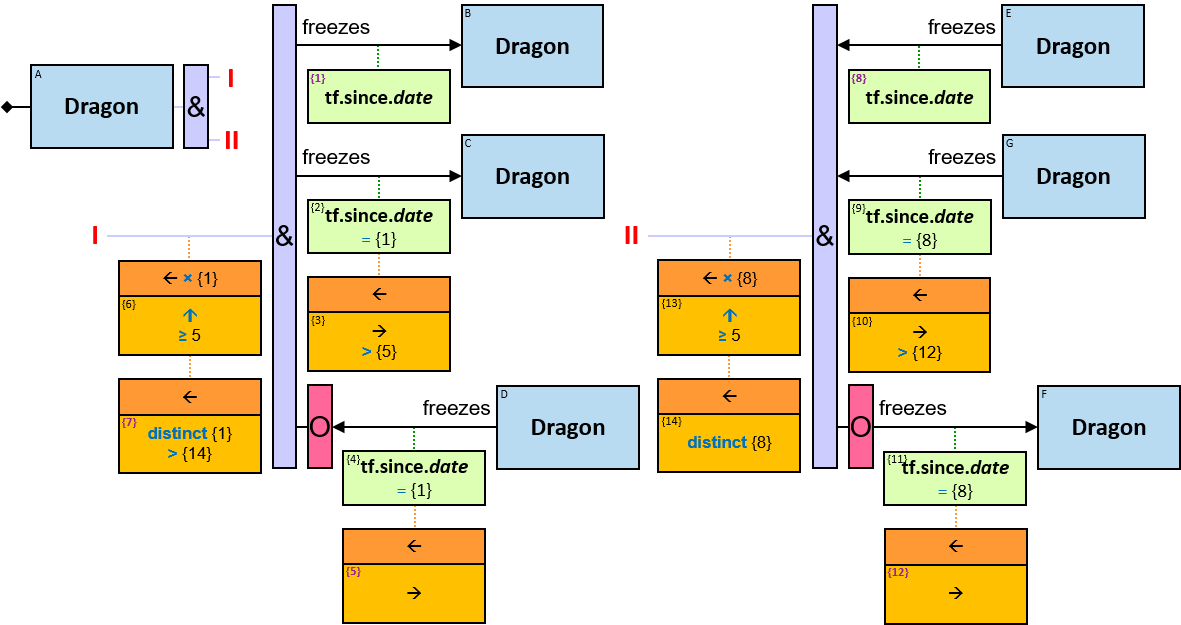 A
Dragon
&
I
II
I
&
freezes
B
Dragon
{1}
tf.since.date
freezes
C
Dragon
{2}
tf.since.date
= {1}
←
{3}
→
> {5}
← × {1}
{6}
↑
≥ 5
←
{7}
distinct {1}
> {14}
O
freezes
D
Dragon
{4}
tf.since.date
= {1}
←
{5}
→
II
&
freezes
E
Dragon
{8}
tf.since.date
freezes
G
Dragon
{9}
tf.since.date
= {8}
←
{10}
→
> {12}
← × {8}
{13}
↑
≥ 5
←
{14}
distinct {8}
O
freezes
F
Dragon
{11}
tf.since.date
= {8}
←
{12}
→